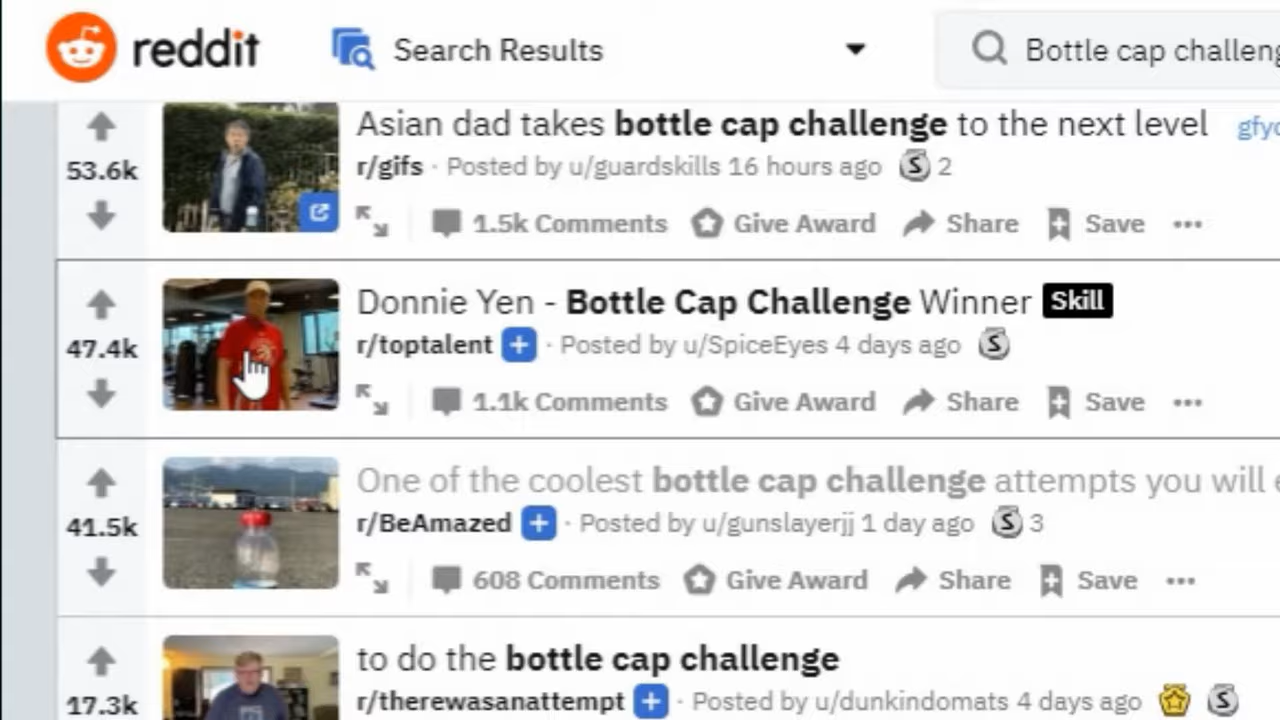 reddit Search Results Bottle cap challeng
Asian dad takes bottle cap challenge to the next level gfyc
53.6k
r/gifs · Posted by u/guardskills 16 hours ago S 2
1.5k Comments Give Award Share Save
Donnie Yen - Bottle Cap Challenge Winner Skill
47.4k
r/toptalent · Posted by u/SpiceEyes 4 days ago S
1.1k Comments Give Award Share Save
One of the coolest bottle cap challenge attempts you will
41.5k
r/BeAmazed · Posted by u/gunslayerjj 1 day ago S 3
608 Comments Give Award Share Save
to do the bottle cap challenge
17.3k
r/therewasanattempt · Posted by u/dunkindomats 4 days ago S